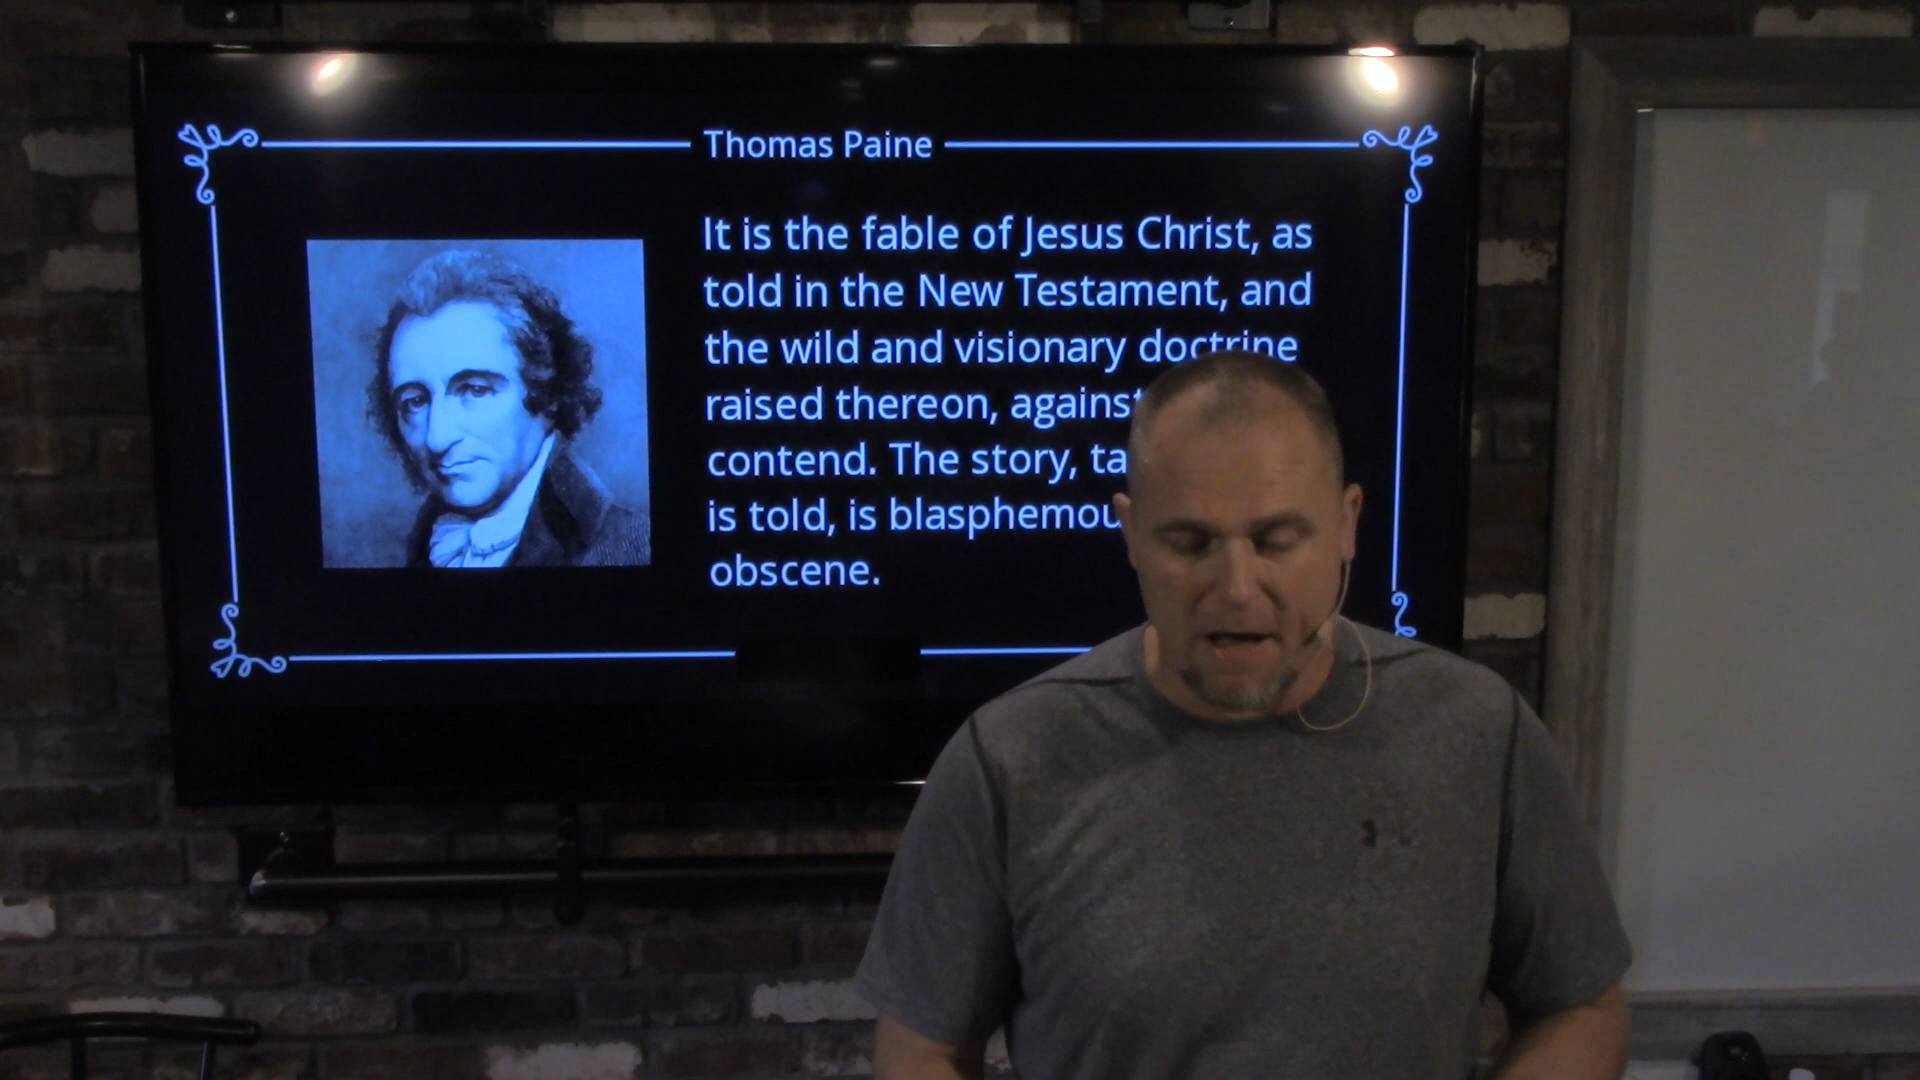 Thomas Paine
It is the fable of Jesus Christ, as
told in the New Testament, and
the wild and visionary doctrine
raised thereon, against
contend. The story, ta
is told, is blasphemou
obscene.